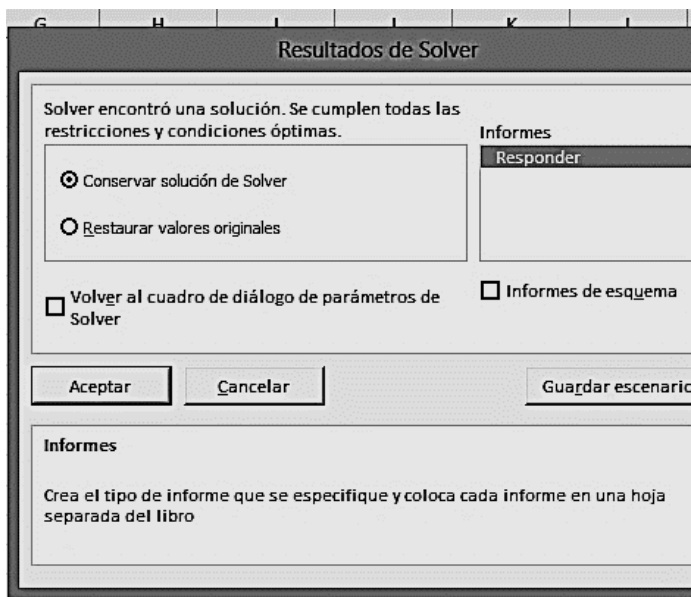 G H I J K L
Resultados de Solver
Solver encontró una solución. Se cumplen todas las
restricciones y condiciones óptimas.
Conservar solución de Solver
Restaurar valores originales
Informes
Responder
Volver al cuadro de diálogo de parámetros de
Solver
Informes de esquema
Aceptar
Cancelar
Guardar escenario
Informes
Crea el tipo de informe que se especifique y coloca cada informe en una hoja
separada del libro